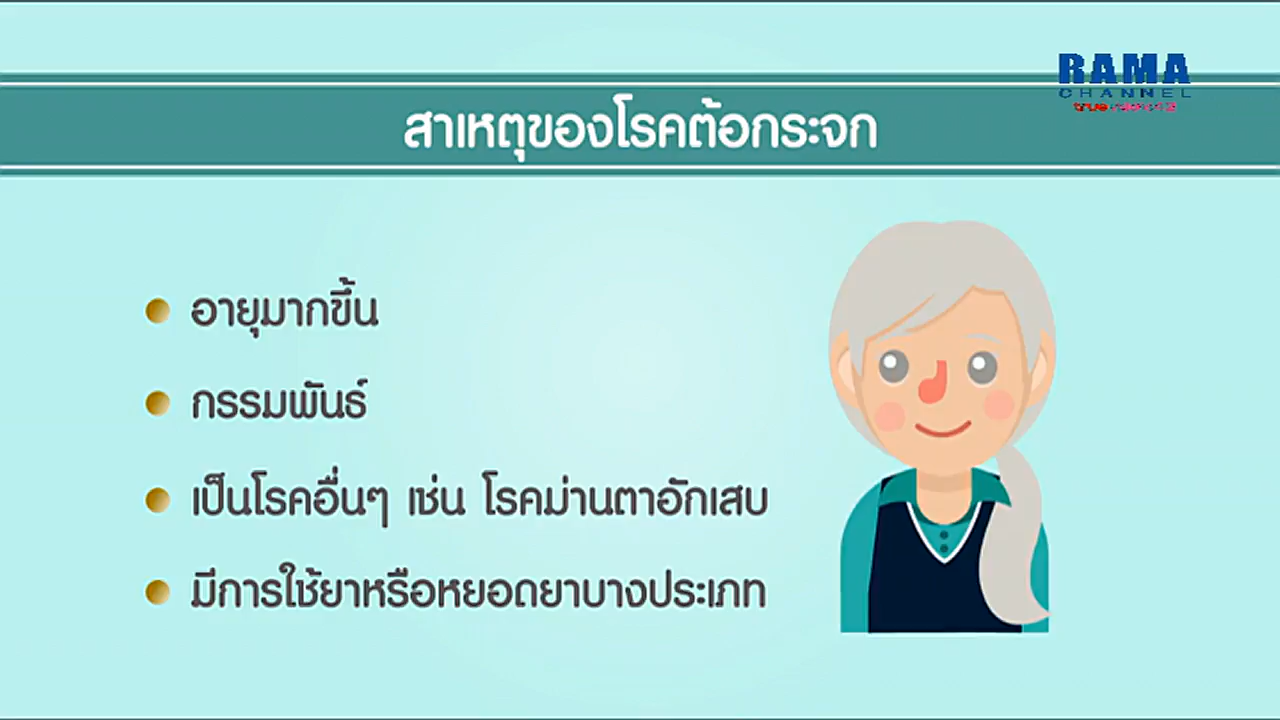 RAMA
CHANNEL
สาเหตุของโรคต้อกระจก
อายุมากขึ้น
กรรมพันธ์
เป็นโรคอื่นๆ เช่น โรคม่านตาอักเสบ
มีการใช้ยาหรือหยอดยาบางประเภท